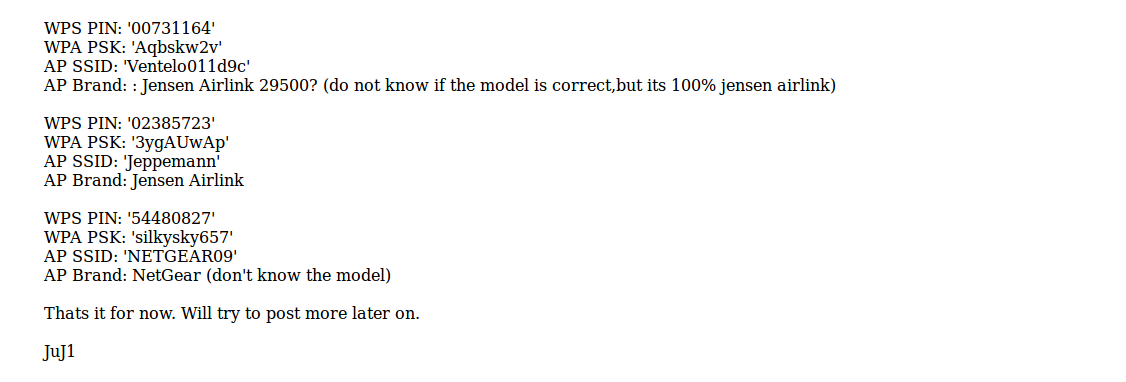 WPS PIN: '00731164'
WPA PSK: 'Aqbskw2v'
AP SSID: 'Ventelo011d9c'
AP Brand: : Jensen Airlink 29500? (do not know if the model is correct,but its 100% jensen airlink)
WPS PIN: '02385723'
WPA PSK: '3ygAUwAp'
AP SSID: 'Jeppemann'
AP Brand: Jensen Airlink
WPS PIN: '54480827'
WPA PSK: 'silkysky657'
AP SSID: 'NETGEAR09'
AP Brand: NetGear (don't know the model)
Thats it for now. Will try to post more later on.
JuJ1